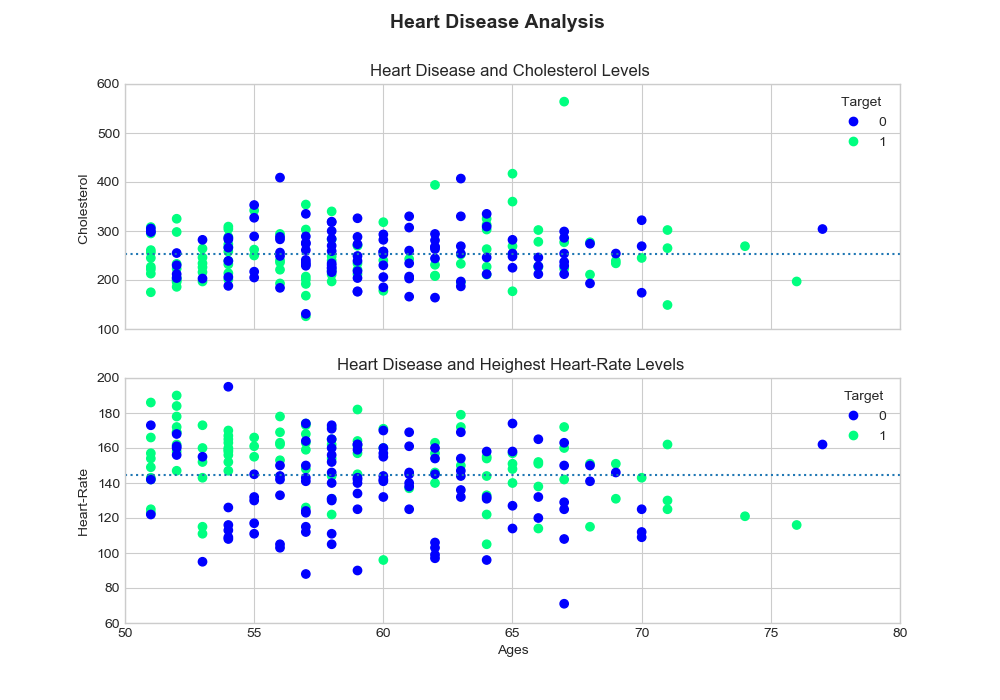 Heart Disease Analysis
Heart Disease and Cholesterol Levels
600
500
400
300
200
100
Cholesterol
Target
0
1
Heart Disease and Heighest Heart-Rate Levels
200
180
160
140
120
100
80
60
Heart-Rate
Target
0
1
50 55 60 65 70 75 80
Ages